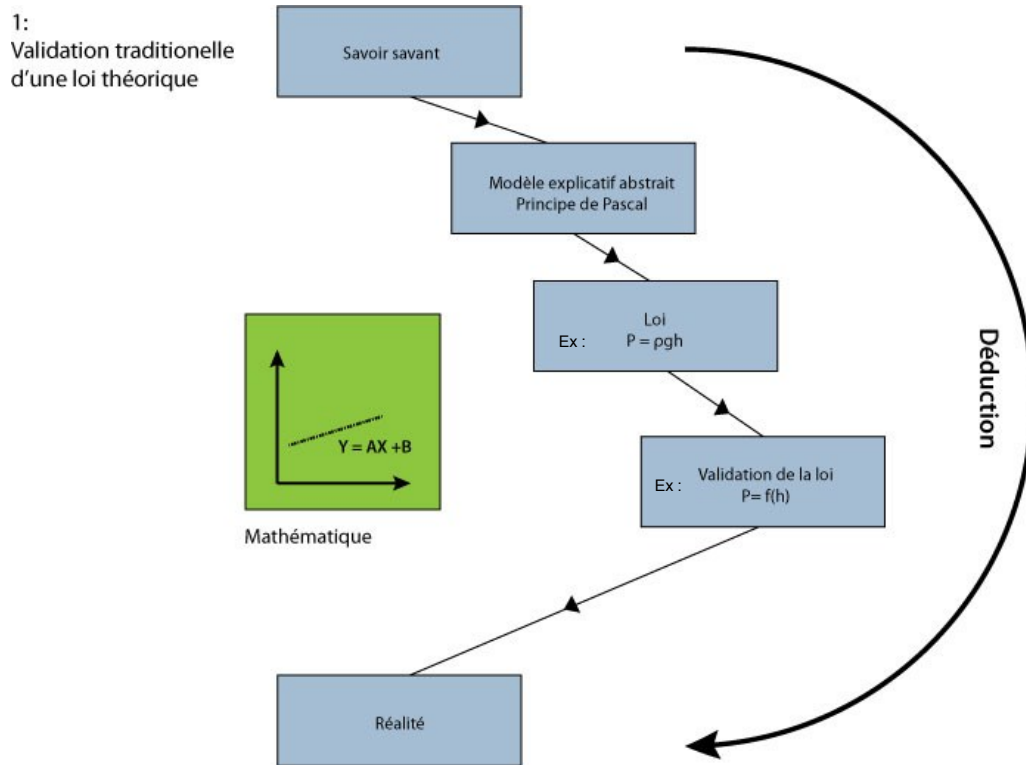 1:
Validation traditionelle
d'une loi théorique
Savoir savant
Modèle explicatif abstrait
Principe de Pascal
Loi
Ex : P = ρgh
Déduction
Y = AX +B
Mathématique
Validation de la loi
Ex : P= f(h)
Réalité